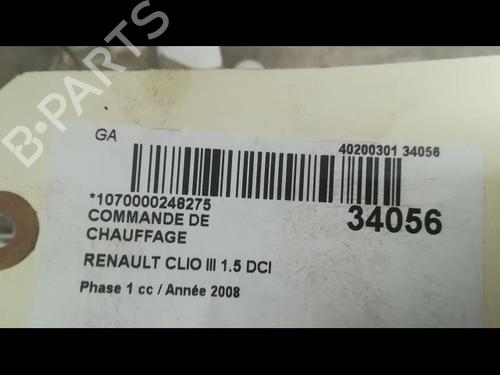 B-PARTS
GA
40200301 34056
*1070000248275
34056
COMMANDE DE
CHAUFFAGE
RENAULT CLIO III 1.5 DCI
Phase 1 cc / Année 2008